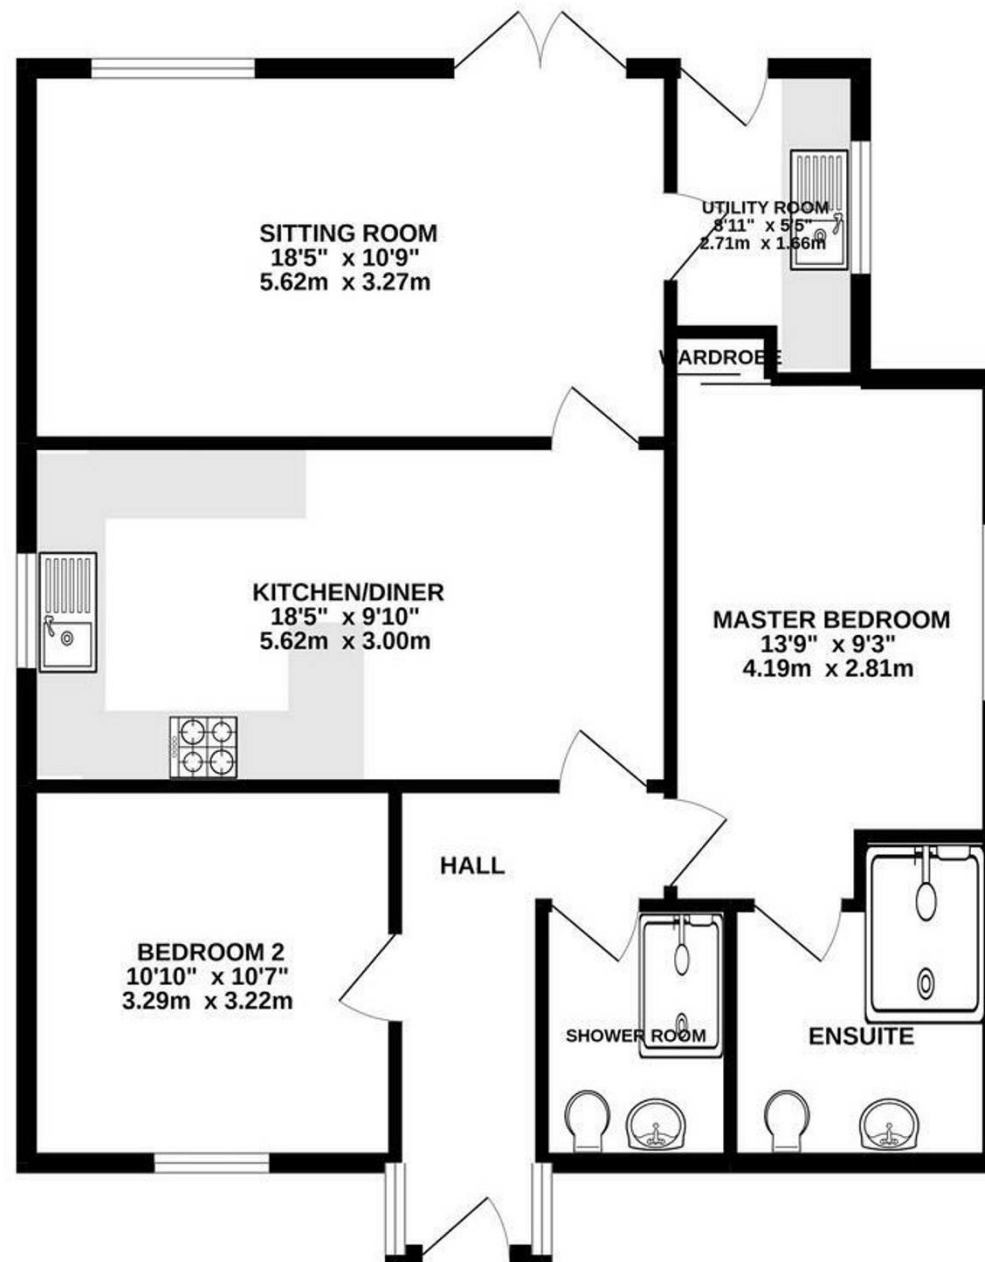 SITTING ROOM
18'5" x 10'9"
5.62m x 3.27m
UTILITY ROOM
8'11" x 5'5"
2.71m x 1.66m
WARDROBE
KITCHEN/DINER
18'5" x 9'10"
5.62m x 3.00m
MASTER BEDROOM
13'9" x 9'3"
4.19m x 2.81m
HALL
BEDROOM 2
10'10" x 10'7"
3.29m x 3.22m
SHOWER ROOM
ENSUITE